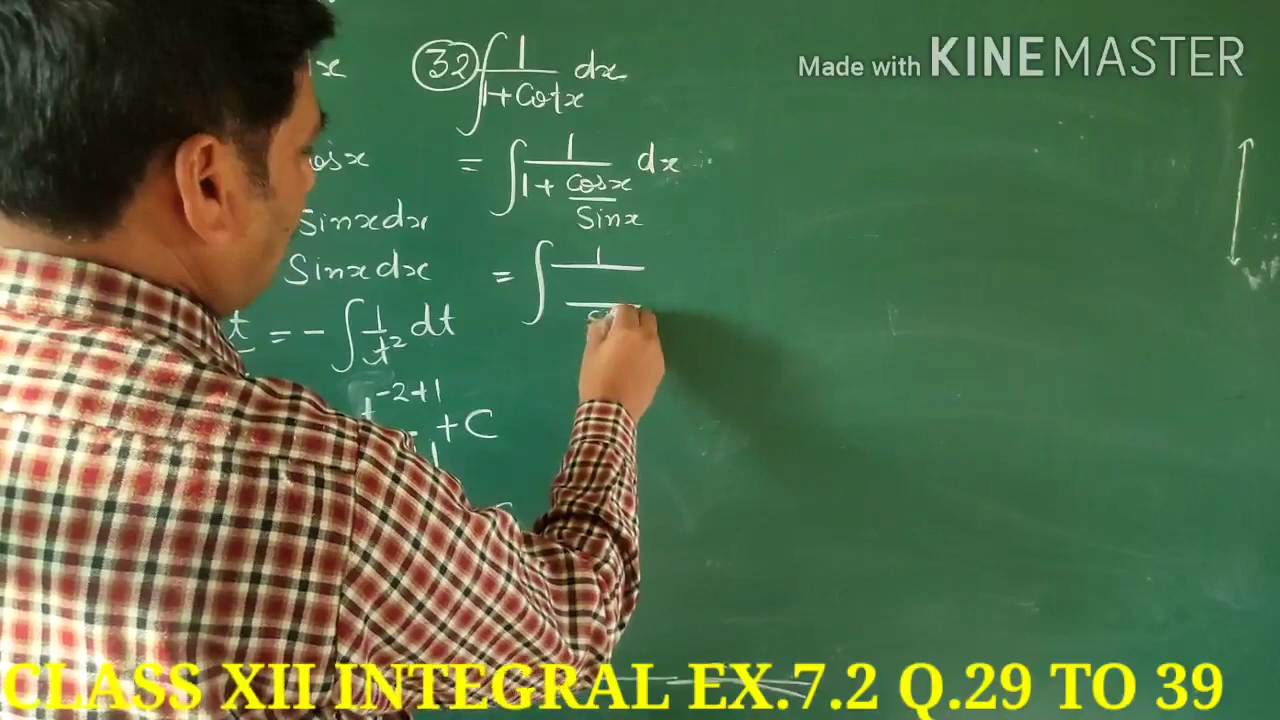 Made with KINEMASTER
(32) ∫ 1/(1+Cotx) dx
= ∫ 1/(1+ Cosx/Sinx) dx
= ∫ 1/
Sinxdx
Sinxdx
t = - ∫ 1/t² dt
-2+1
+C
CLASS XII INTEGRAL EX.7.2 Q.29 TO 39